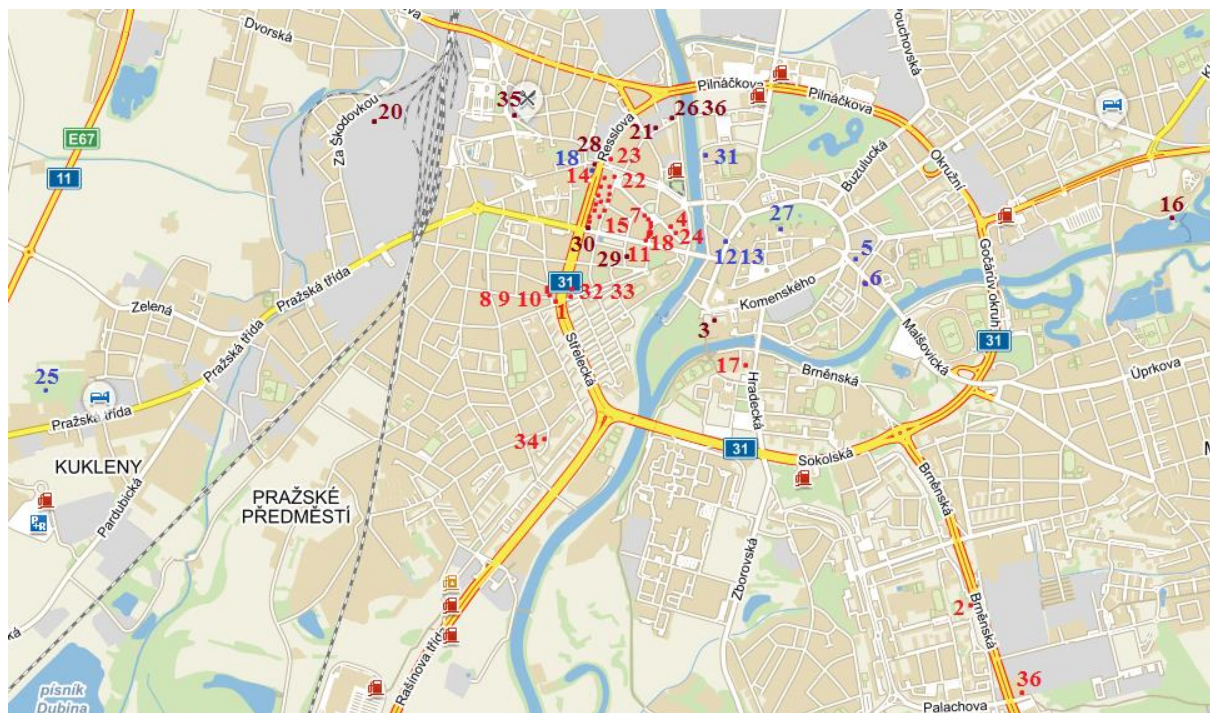 Dvorská
Pouchovská
Pilnáčkova
Pilnáčkova
20
Za Škodovkou
35
26 36
Resslova
21
E67
28
23
18
31
Buzulucká
Okružní
11
14
22
16
27
7
4
15
18
24
30
12 13
5
29
11
6
Gočárův okruh
31
8 9 10
32 33
1
Komenského
Zelená
Pražská třída
Pražská třída
3
Malšovická
31
Střelecká
17
Brněnská
Úprkova
25
Hradecká
Pražská třída
34
31
Sokolská
KUKLENY
Pardubická
PRAŽSKÉ
PŘEDMĚSTÍ
Brněnská
P+R
Zborovská
2
Brněnská
Rašínova třída
36
písník
Dubina
Palachova